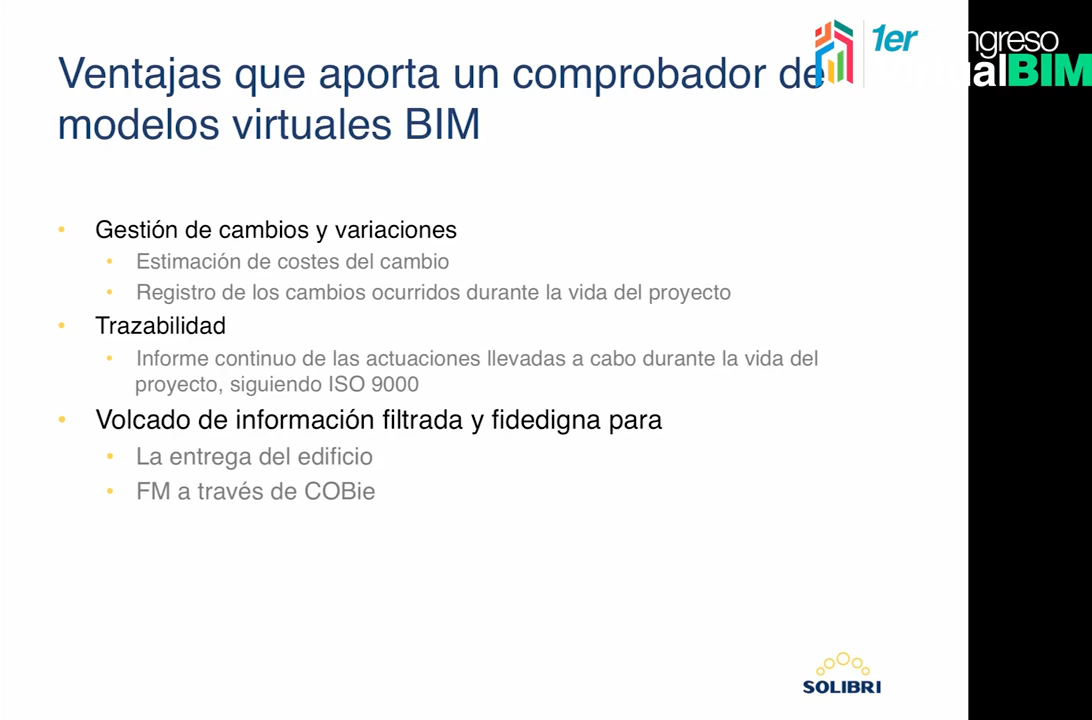 Ventajas que aporta un comprobador de
modelos virtuales BIM
1er
ngreso
BIM
• Gestión de cambios y variaciones
• Estimación de costes del cambio
• Registro de los cambios ocurridos durante la vida del proyecto
• Trazabilidad
• Informe continuo de las actuaciones llevadas a cabo durante la vida del
proyecto, siguiendo ISO 9000
• Volcado de información filtrada y fidedigna para
• La entrega del edificio
• FM a través de COBie
SOLIBRI